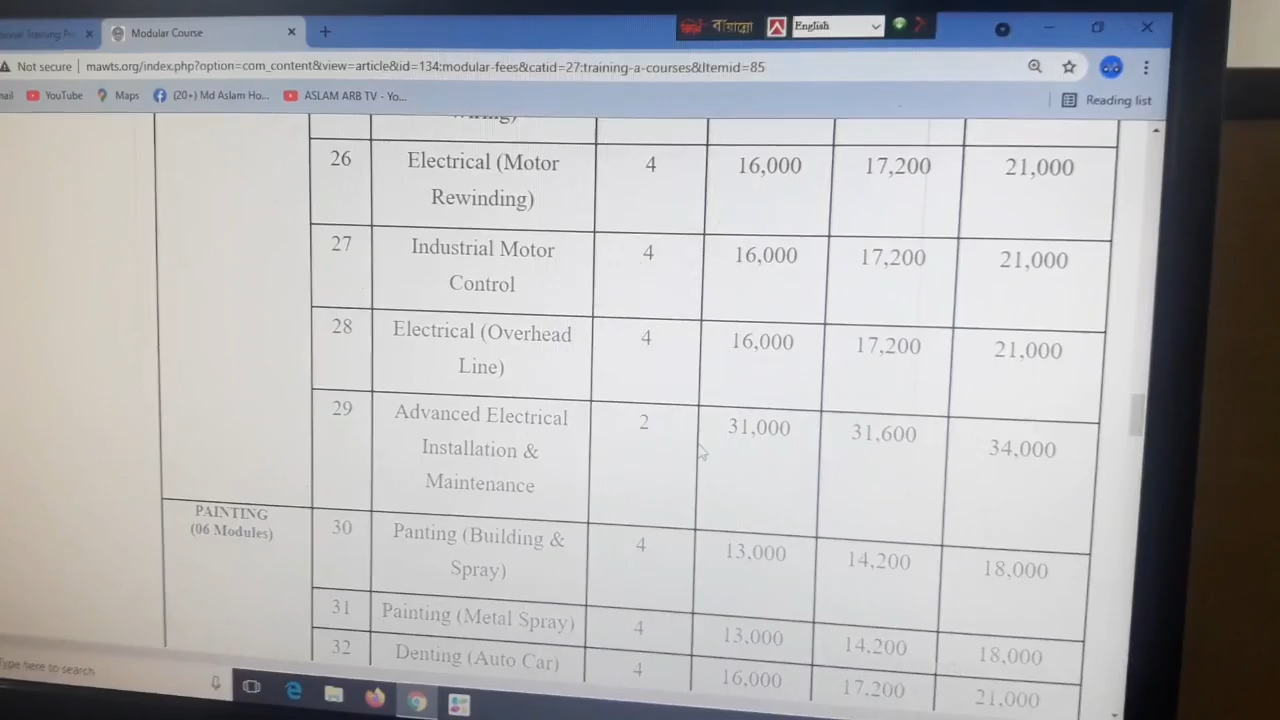 Modular Course
বায়ান্নো
English
Not secure
mawts.org/index.php?option=com_content&view=article&id=134:modular-fees&catid=27:training-a-courses&Itemid=85
YouTube
Maps
(20+) Md Aslam Ho...
ASLAM ARB TV - Yo...
Reading list
26 Electrical (Motor 4 16,000 17,200 21,000
Rewinding)
27 Industrial Motor 4 16,000 17,200 21,000
Control
28 Electrical (Overhead 4 16,000 17,200 21,000
Line)
29 Advanced Electrical 2 31,000 31,600 34,000
Installation &
Maintenance
PAINTING
(06 Modules)
30 Panting (Building & 4 13,000 14,200 18,000
Spray)
31 Painting (Metal Spray) 4 13,000 14,200 18,000
32 Denting (Auto Car) 4 16,000 17,200 21,000
Type here to search